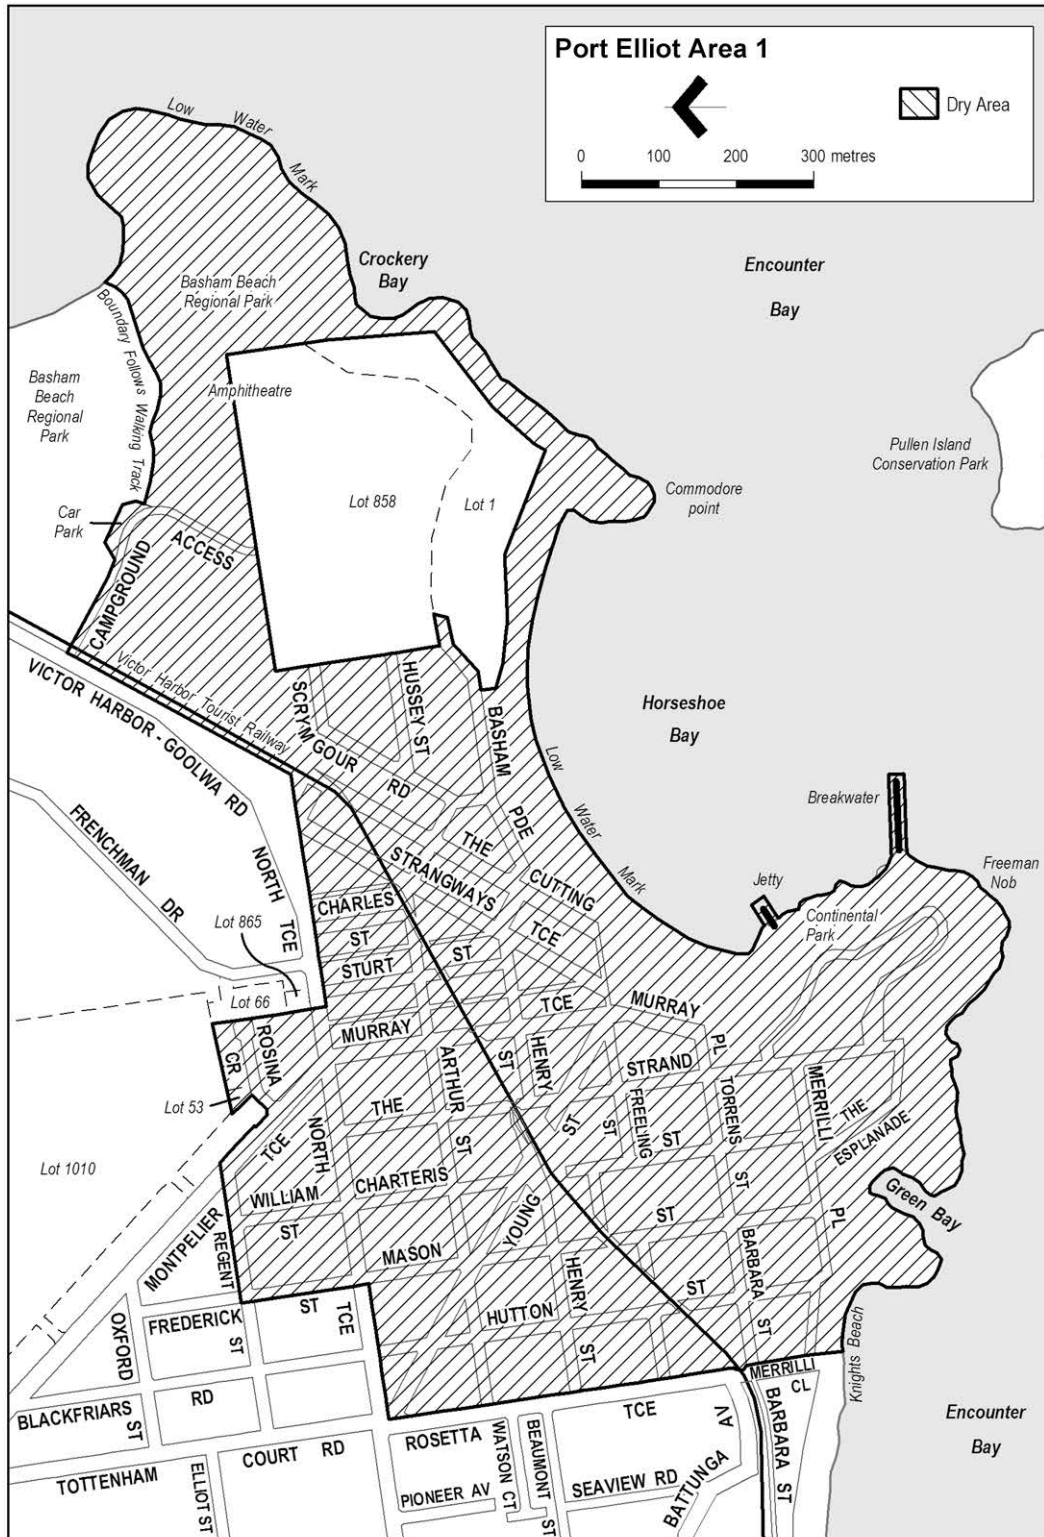 Port Elliot Area 1
Dry Area
0 100 200 300 metres
Low Water Mark
Crockery
Bay
Encounter
Bay
Basham Beach
Regional Park
Boundary Follows Walking Track
Basham
Beach
Regional
Park
Amphitheatre
Pullen Island
Conservation Park
Lot 858
Lot 1
Commodore
point
Car
Park
CAMPGROUND
ACCESS
VICTOR HARBOR - GOOLWA RD
Victor Harbor Tourist Railway
SCRYMGOUR RD
HUSSEY ST
BASHAM PDE
Horseshoe
Bay
Low Water Mark
Breakwater
Jetty
Freeman
Nob
Continental
Park
FRENCHMAN DR
NORTH TCE
THE CUTTING
STRANGWAYS TCE
CHARLES ST
STURT ST
Lot 865
Lot 66
MURRAY TCE
MURRAY PL
ROSINA
CR
Lot 53
ARTHUR ST
HENRY ST
STRAND
THE
FREELING ST
ST
TORRENS ST
MERRILLI PL
THE
ESPLANADE
Lot 1010
NORTH
TCE
WILLIAM ST
CHARTERIS ST
YOUNG ST
Green Bay
MONTPELIER
REGENT ST
MASON ST
HENRY ST
BARBARA ST
HUTTON ST
OXFORD ST
FREDERICK ST
TCE
Knights Beach
MERRILLI
CL
BLACKFRIARS RD
COURT RD
ROSETTA TCE
WATSON CT
BEAUMONT ST
BATTUNGA AV
BARBARA ST
Encounter
Bay
TOTTENHAM
ELLIOT ST
PIONEER AV
SEAVIEW RD